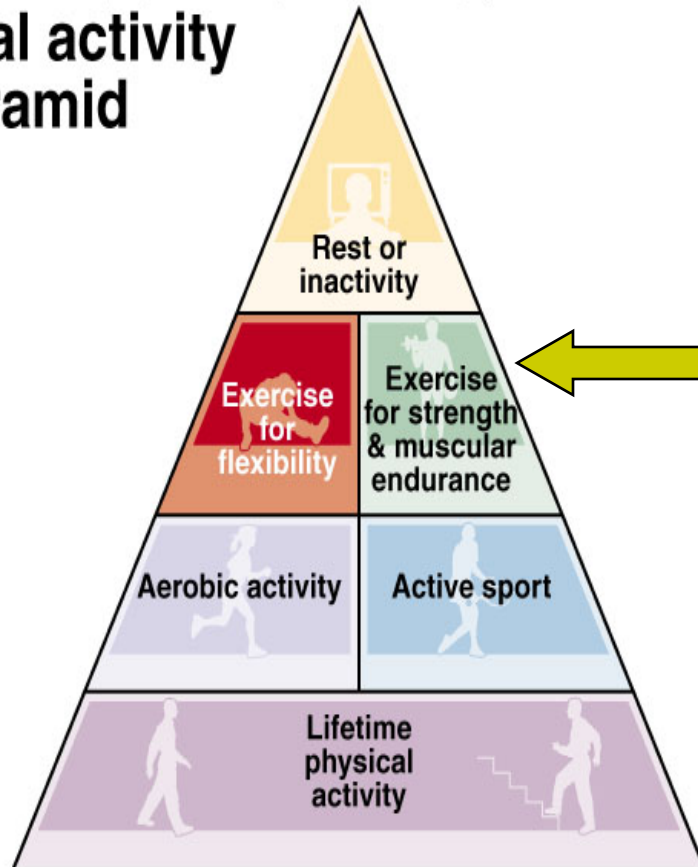 al activity
amid
Rest or
inactivity
Exercise
for
flexibility
Exercise
for strength
& muscular
endurance
Aerobic activity
Active sport
Lifetime
physical
activity